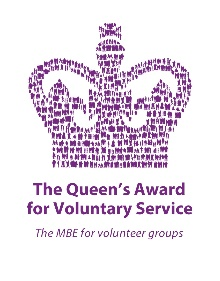 The Queen's Award
for Voluntary Service
The MBE for volunteer groups